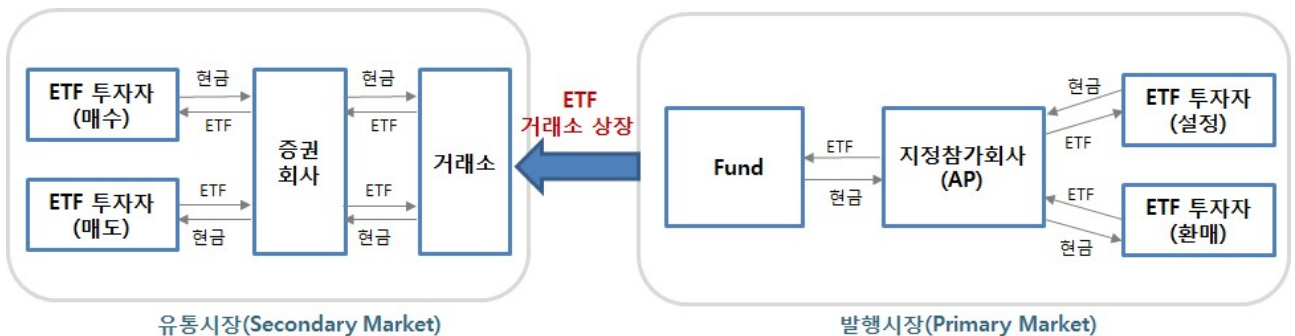 ETF 투자자
(매수)
현금
ETF
ETF 투자자
(매도)
ETF
현금
증권
회사
현금
ETF
ETF
현금
거래소
ETF
거래소 상장
Fund
ETF
현금
지정참가회사
(AP)
현금
ETF
ETF 투자자
(설정)
ETF
현금
ETF 투자자
(환매)
유통시장(Secondary Market)
발행시장(Primary Market)